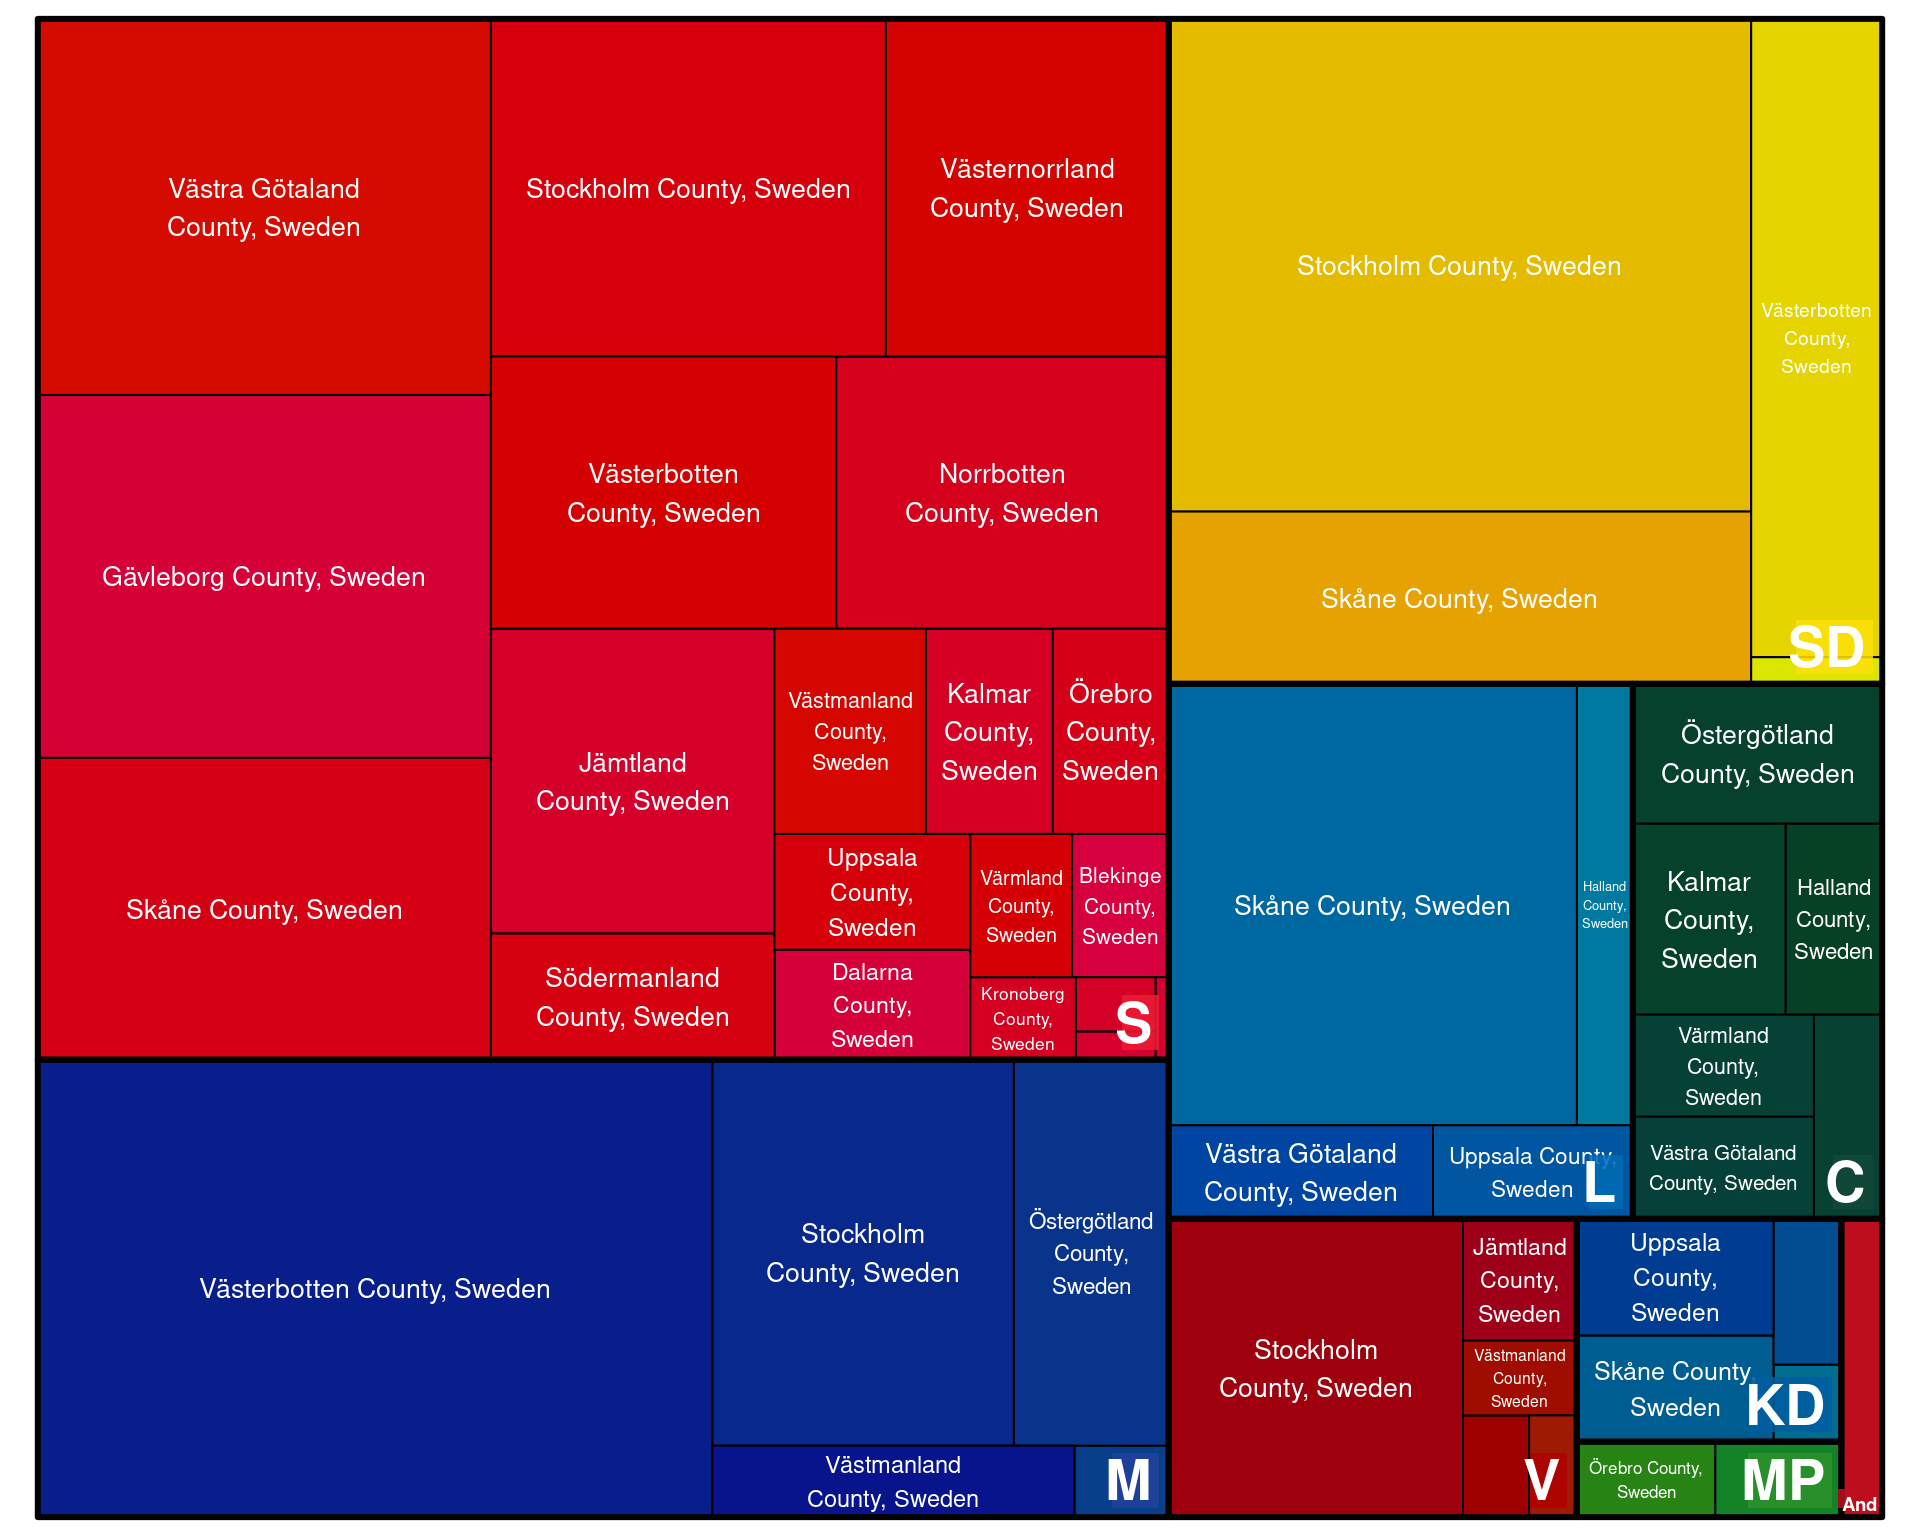 Västra Götaland
County, Sweden
Stockholm County, Sweden
Västernorrland
County, Sweden
Gävleborg County, Sweden
Västerbotten
County, Sweden
Norrbotten
County, Sweden
Skåne County, Sweden
Jämtland
County, Sweden
Västmanland
County,
Sweden
Kalmar
County,
Sweden
Örebro
County,
Sweden
Södermanland
County, Sweden
Uppsala
County,
Sweden
Värmland
County,
Sweden
Blekinge
County,
Sweden
Dalarna
County,
Sweden
Kronoberg
County,
Sweden
S
Västerbotten County, Sweden
Stockholm
County, Sweden
Östergötland
County,
Sweden
Västmanland
County, Sweden
M
Stockholm County, Sweden
Västerbotten
County,
Sweden
Skåne County, Sweden
SD
Skåne County, Sweden
Halland
County,
Sweden
Västra Götaland
County, Sweden
Uppsala County,
Sweden
L
Östergötland
County, Sweden
Kalmar
County,
Sweden
Halland
County,
Sweden
Värmland
County,
Sweden
Västra Götaland
County, Sweden
C
Stockholm
County, Sweden
Jämtland
County,
Sweden
Västmanland
County,
Sweden
V
Uppsala
County,
Sweden
Skåne County,
Sweden
KD
Örebro County,
Sweden
MP
And